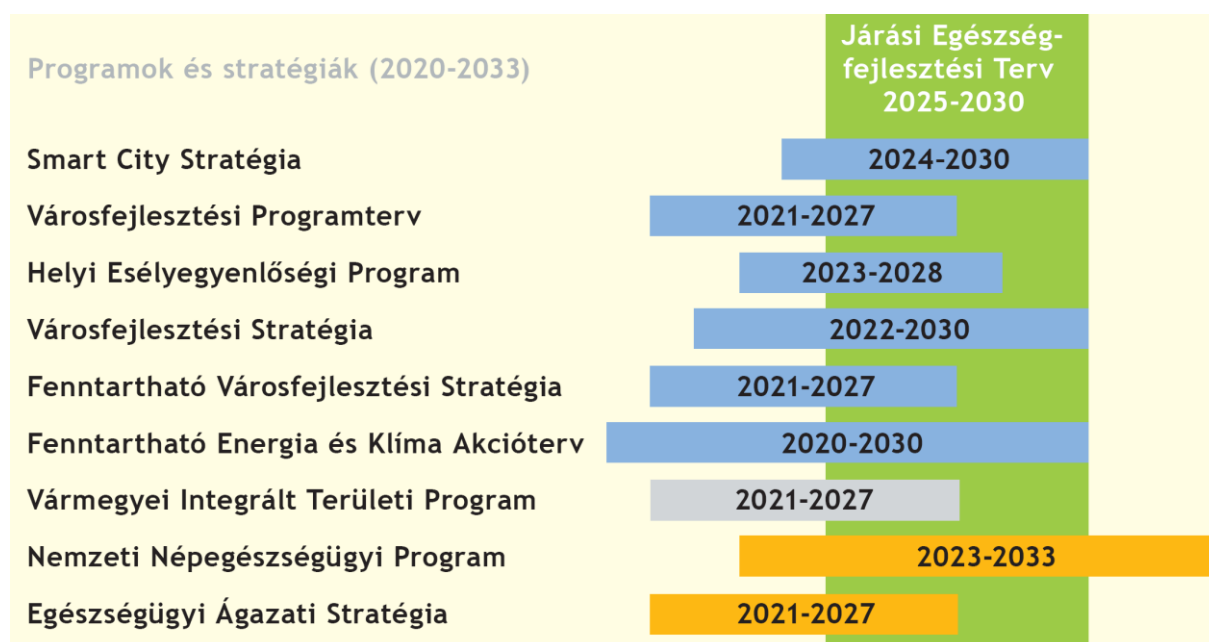 Programok és stratégiák (2020-2033)
Járási Egészség-
fejlesztési Terv
2025-2030
Smart City Stratégia
2024-2030
Városfejlesztési Programterv
2021-2027
Helyi Esélyegyenlőségi Program
2023-2028
Városfejlesztési Stratégia
2022-2030
Fenntartható Városfejlesztési Stratégia
2021-2027
Fenntartható Energia és Klíma Akcióterv
2020-2030
Vármegyei Integrált Területi Program
2021-2027
Nemzeti Népegészségügyi Program
2023-2033
Egészségügyi Ágazati Stratégia
2021-2027